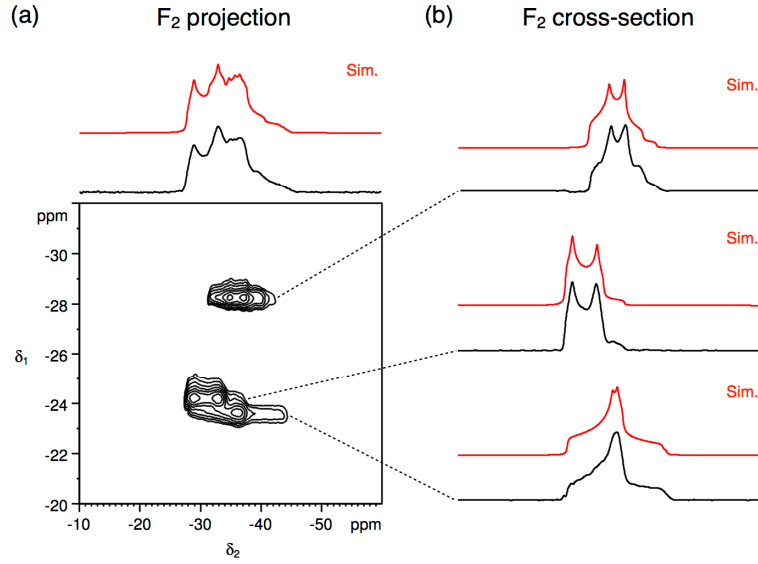 (a) F₂ projection
(b) F₂ cross-section
Sim.
Sim.
Sim.
Sim.
ppm
-30
-28
-26
-24
-22
-20
δ₁
-10 -20 -30 -40 -50 ppm
δ₂